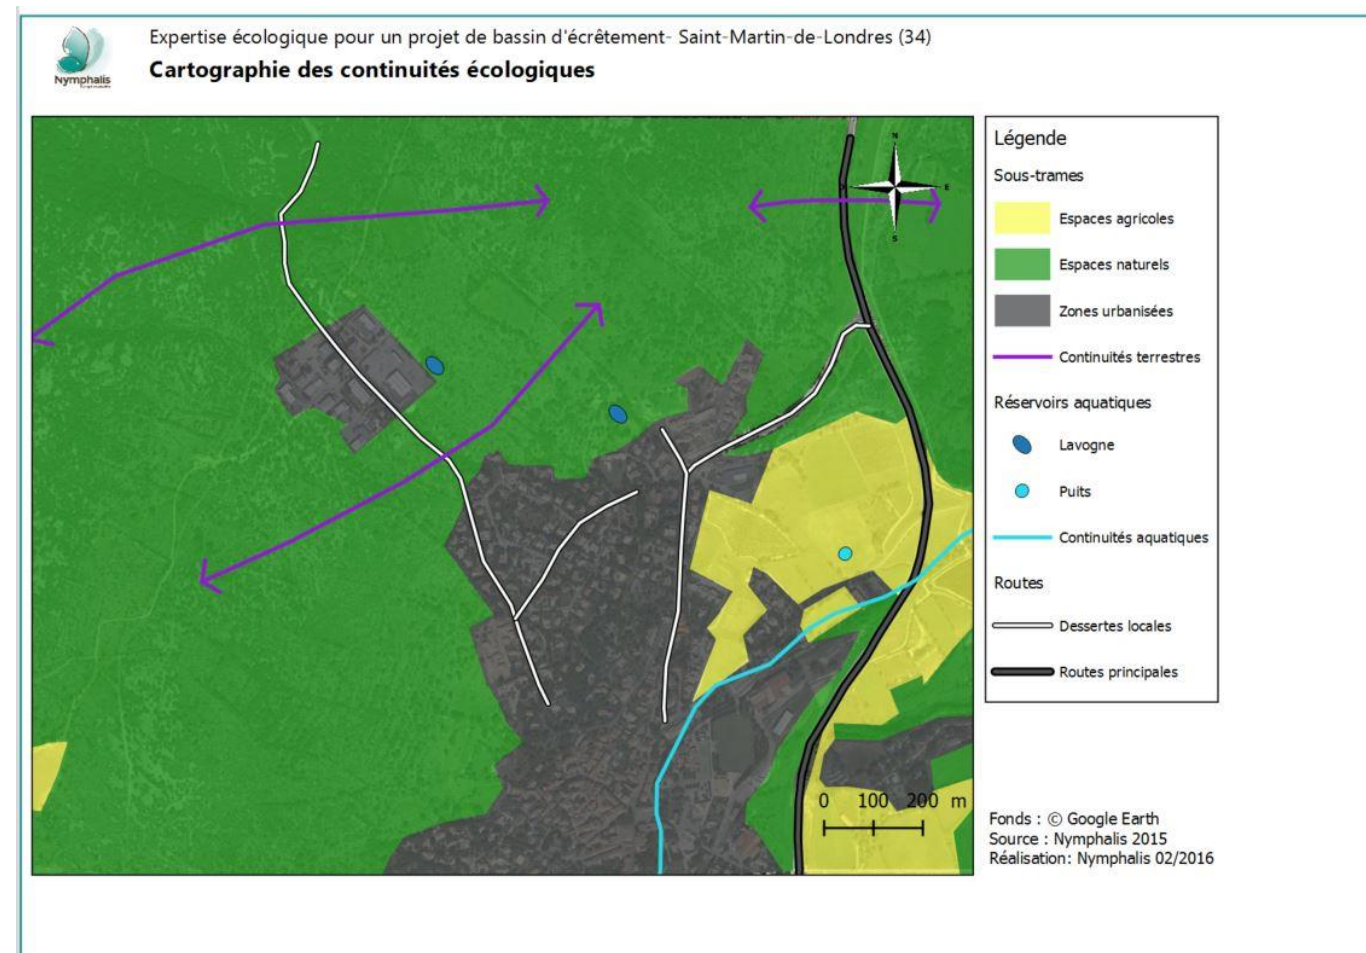 Expertise écologique pour un projet de bassin d'écrêtement- Saint-Martin-de-Londres (34)
Cartographie des continuités écologiques
Nymphalis
N
E
S
Légende
Sous-trames
Espaces agricoles
Espaces naturels
Zones urbanisées
Continuités terrestres
Réservoirs aquatiques
Lavogne
Puits
Continuités aquatiques
Routes
Dessertes locales
Routes principales
0 100 200 m
Fonds : © Google Earth
Source : Nymphalis 2015
Réalisation: Nymphalis 02/2016